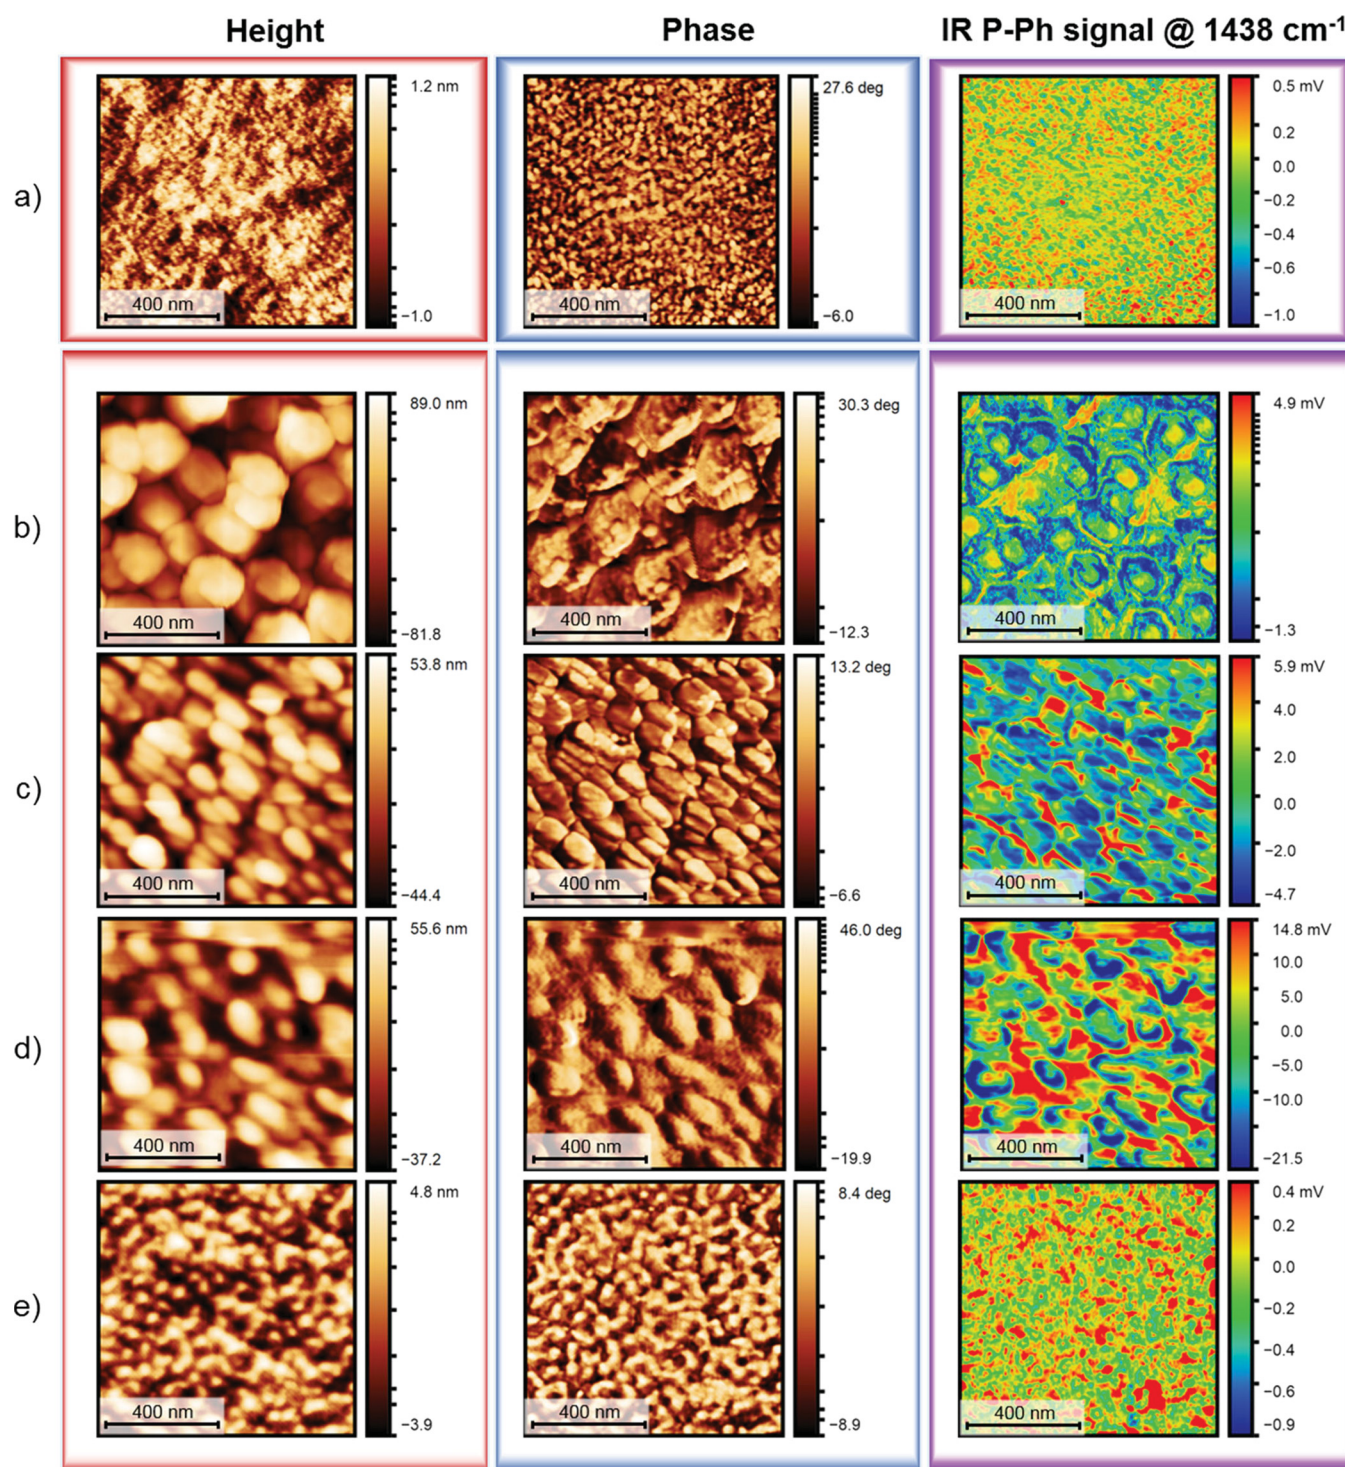 Height Phase IR P-Ph signal @ 1438 cm-1
a)
1.2 nm
−1.0
400 nm
27.6 deg
−6.0
400 nm
0.5 mV
0.2
0.0
−0.2
−0.4
−0.6
−1.0
400 nm
b)
89.0 nm
−81.8
400 nm
30.3 deg
−12.3
400 nm
4.9 mV
−1.3
400 nm
c)
53.8 nm
−44.4
400 nm
13.2 deg
−6.6
400 nm
5.9 mV
4.0
2.0
0.0
−2.0
−4.7
400 nm
d)
55.6 nm
−37.2
400 nm
46.0 deg
−19.9
400 nm
14.8 mV
10.0
5.0
0.0
−5.0
−10.0
−21.5
400 nm
e)
4.8 nm
−3.9
400 nm
8.4 deg
−8.9
400 nm
0.4 mV
0.2
0.0
−0.2
−0.4
−0.6
−0.9
400 nm